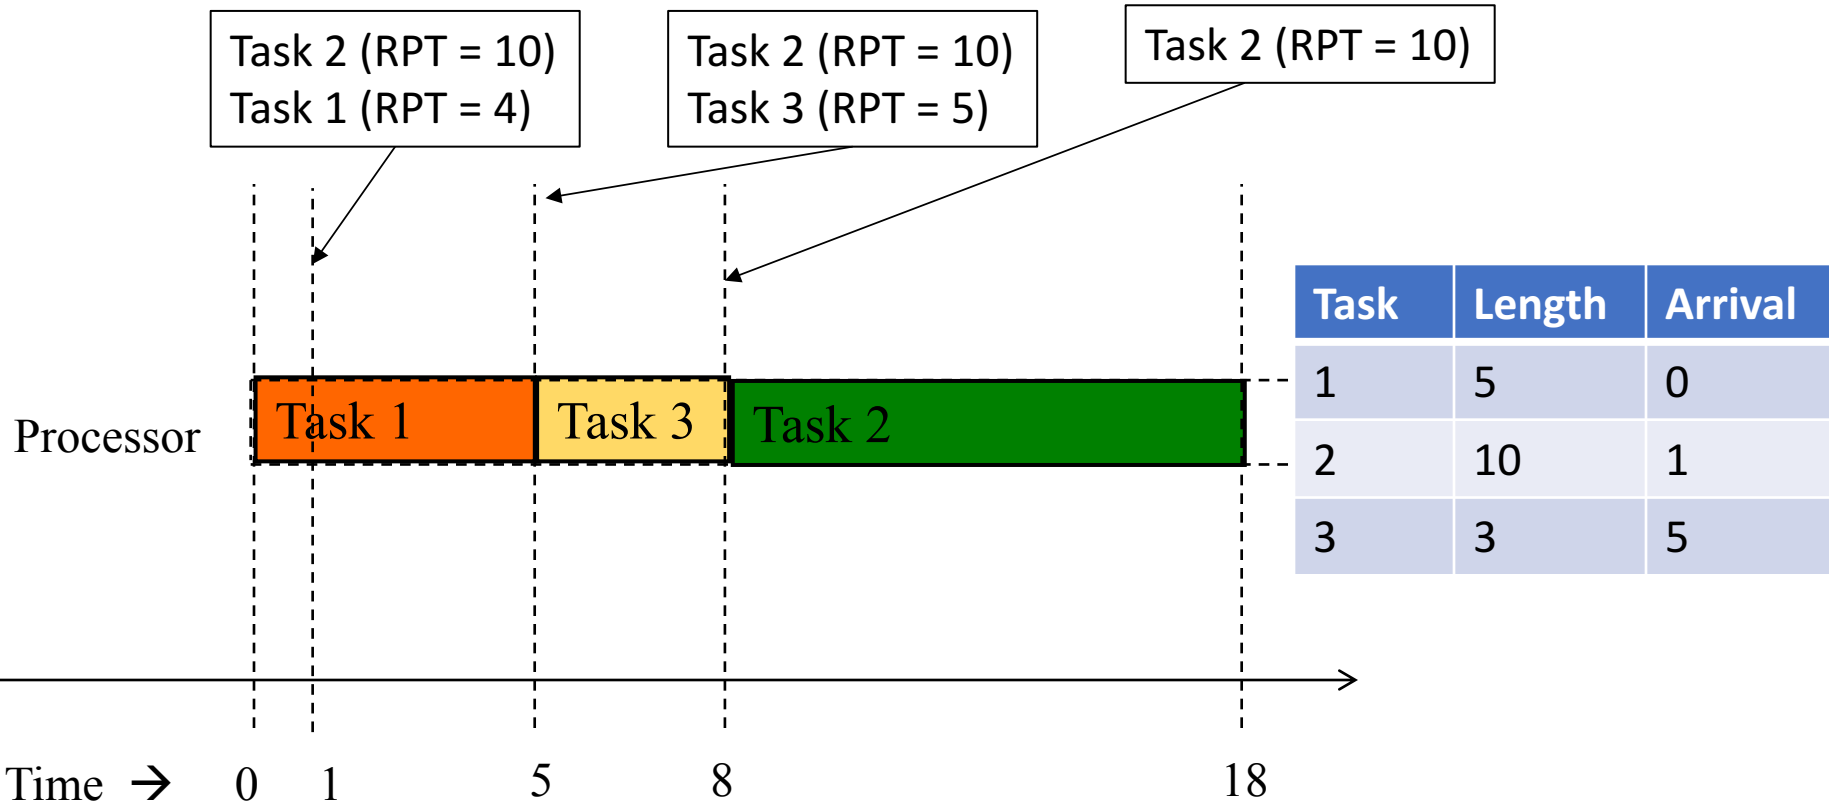 Task 2 (RPT = 10)
Task 1 (RPT = 4)
Task 2 (RPT = 10)
Task 3 (RPT = 5)
Task 2 (RPT = 10)
Task Length Arrival
1 5 0
2 10 1
3 3 5
Processor
Task 1
Task 3
Task 2
Time → 0 1 5 8 18